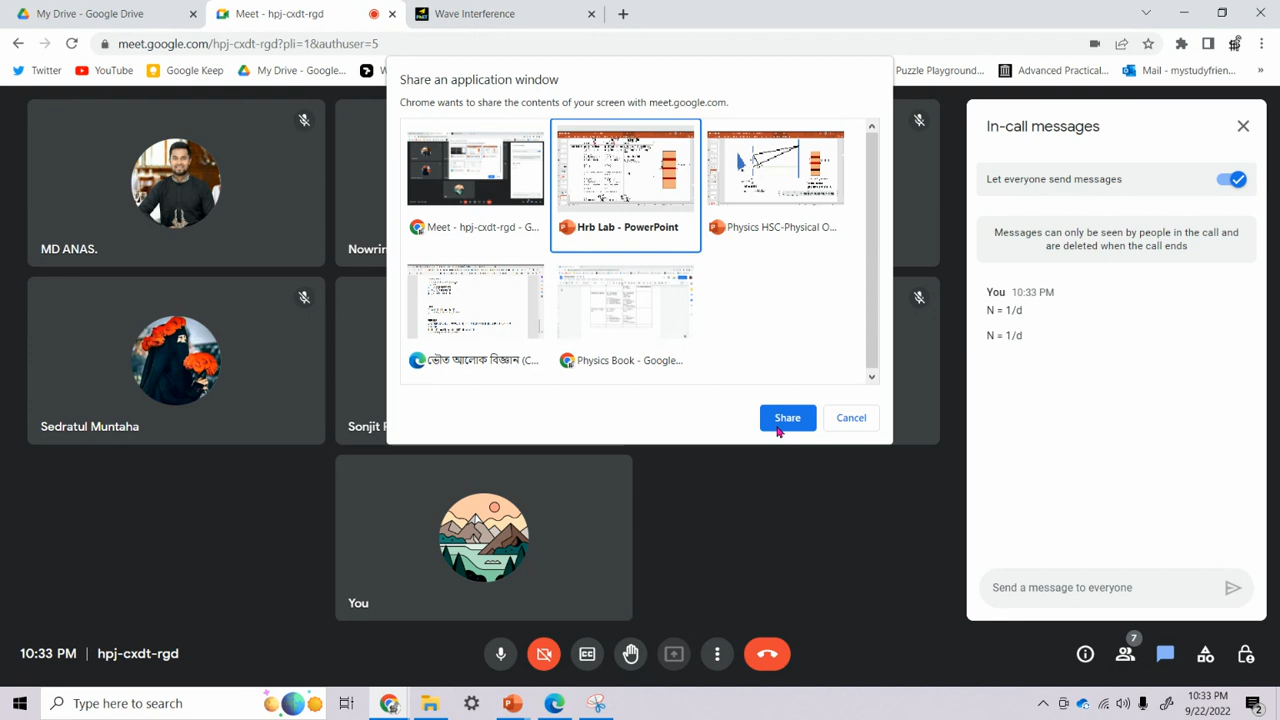 My Drive - Google Drive
Meet - hpj-cxdt-rgd
Wave Interference
meet.google.com/hpj-cxdt-rgd?pli=1&authuser=5
Twitter
YouTube
Google Keep
My Drive - Google...
Puzzle Playground...
Advanced Practical...
Mail - mystudyfrien...
Share an application window
Chrome wants to share the contents of your screen with meet.google.com.
Meet - hpj-cxdt-rgd - G...
Hrb Lab - PowerPoint
Physics HSC-Physical O...
ভৌত আলোক বিজ্ঞান (C...
Physics Book - Google...
Share
Cancel
MD ANAS.
Nowrin
Sedratul Muntaha
Sonjit
You
In-call messages
Let everyone send messages
Messages can only be seen by people in the call and
are deleted when the call ends
You 10:33 PM
N = 1/d
N = 1/d
Send a message to everyone
10:33 PM | hpj-cxdt-rgd
7
Type here to search
10:33 PM
9/22/2022
2